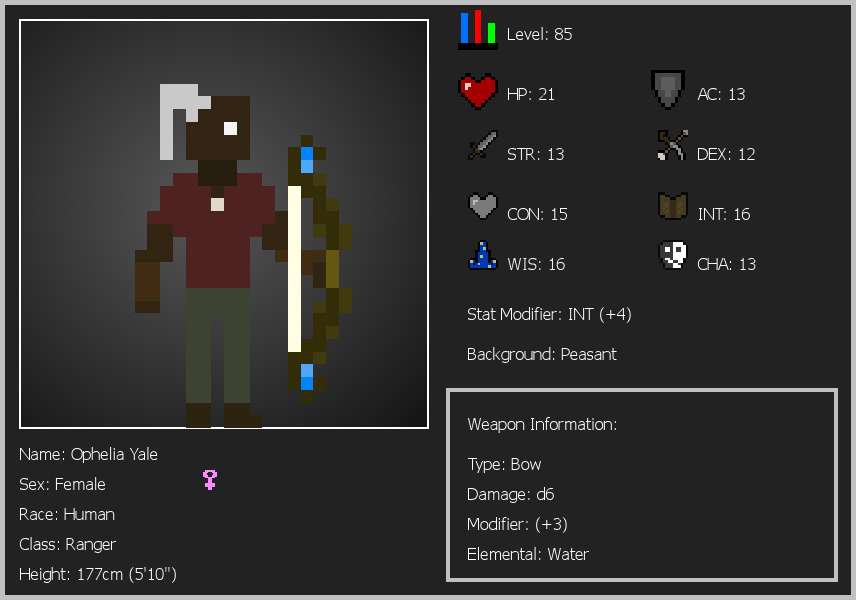 Level: 85
HP: 21
AC: 13
STR: 13
DEX: 12
CON: 15
INT: 16
WIS: 16
CHA: 13
Stat Modifier: INT (+4)
Background: Peasant
Weapon Information:
Type: Bow
Damage: d6
Modifier: (+3)
Elemental: Water
Name: Ophelia Yale
Sex: Female
Race: Human
Class: Ranger
Height: 177cm (5'10")